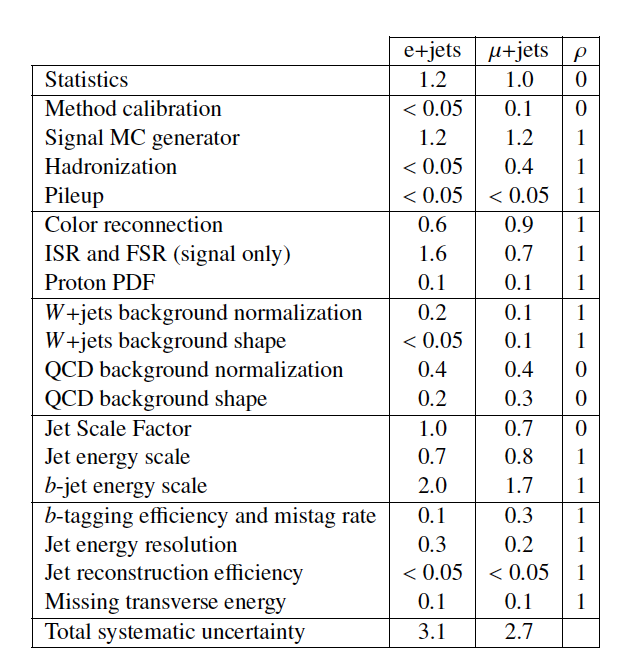 e+jets μ+jets ρ
Statistics 1.2 1.0 0
Method calibration < 0.05 0.1 0
Signal MC generator 1.2 1.2 1
Hadronization < 0.05 0.4 1
Pileup < 0.05 < 0.05 1
Color reconnection 0.6 0.9 1
ISR and FSR (signal only) 1.6 0.7 1
Proton PDF 0.1 0.1 1
W+jets background normalization 0.2 0.1 1
W+jets background shape < 0.05 0.1 1
QCD background normalization 0.4 0.4 0
QCD background shape 0.2 0.3 0
Jet Scale Factor 1.0 0.7 0
Jet energy scale 0.7 0.8 1
b-jet energy scale 2.0 1.7 1
b-tagging efficiency and mistag rate 0.1 0.3 1
Jet energy resolution 0.3 0.2 1
Jet reconstruction efficiency < 0.05 < 0.05 1
Missing transverse energy 0.1 0.1 1
Total systematic uncertainty 3.1 2.7